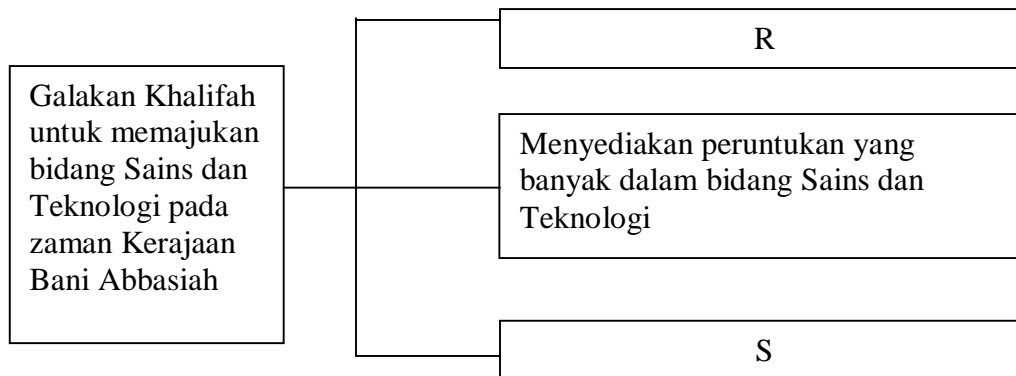 Galakan Khalifah
untuk memajukan
bidang Sains dan
Teknologi pada
zaman Kerajaan
Bani Abbasiah
R
Menyediakan peruntukan yang
banyak dalam bidang Sains dan
Teknologi
S